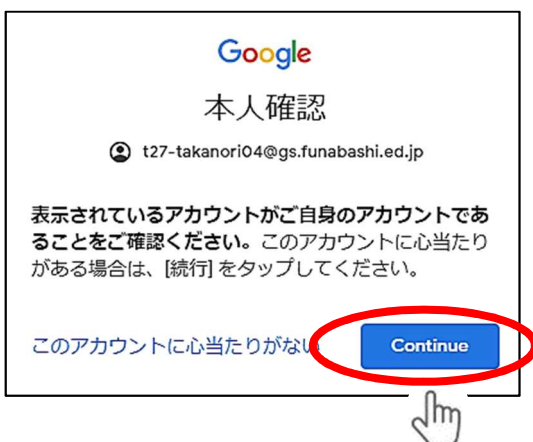 Google
本人確認
t27-takanori04@gs.funabashi.ed.jp
表示されているアカウントがご自身のアカウントであ
ることをご確認ください。このアカウントに心当たり
がある場合は、[続行] をタップしてください。
このアカウントに心当たりがない
Continue